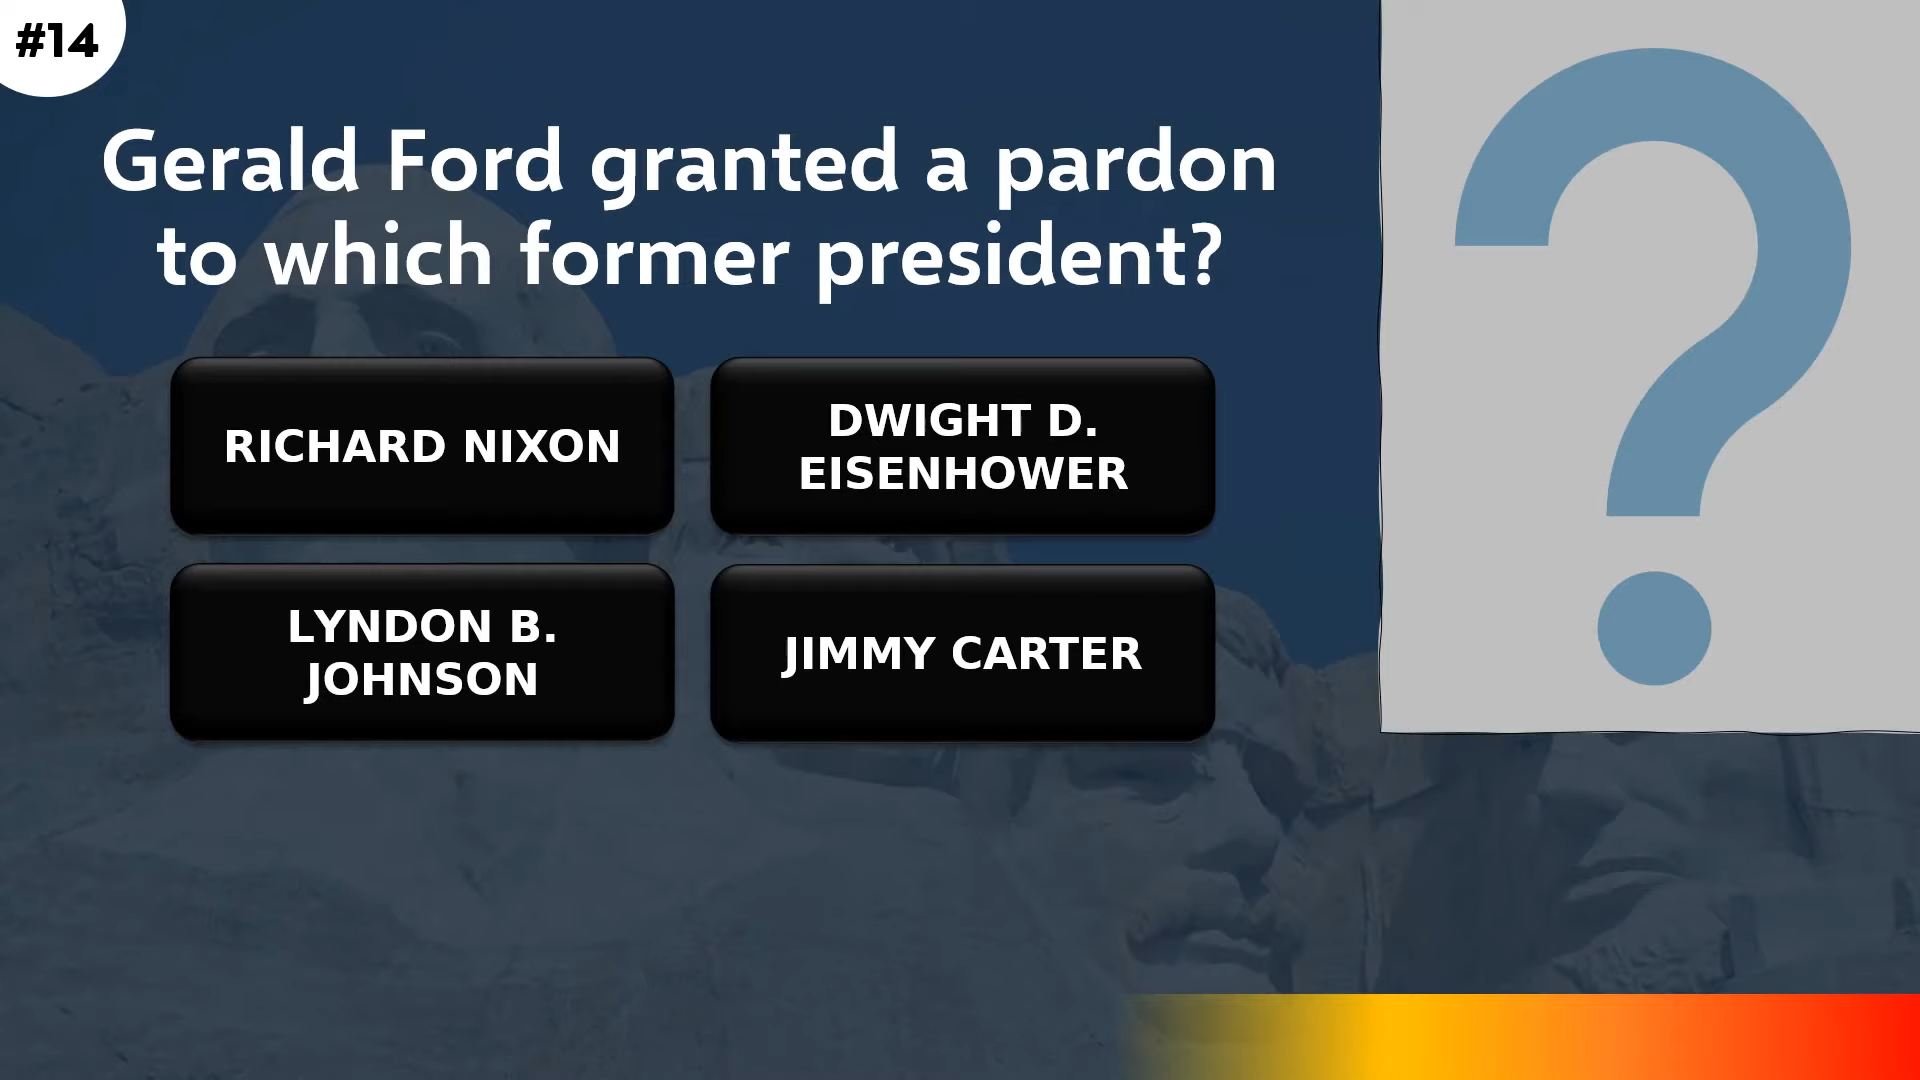 #14
Gerald Ford granted a pardon
to which former president?
RICHARD NIXON
DWIGHT D.
EISENHOWER
LYNDON B.
JOHNSON
JIMMY CARTER